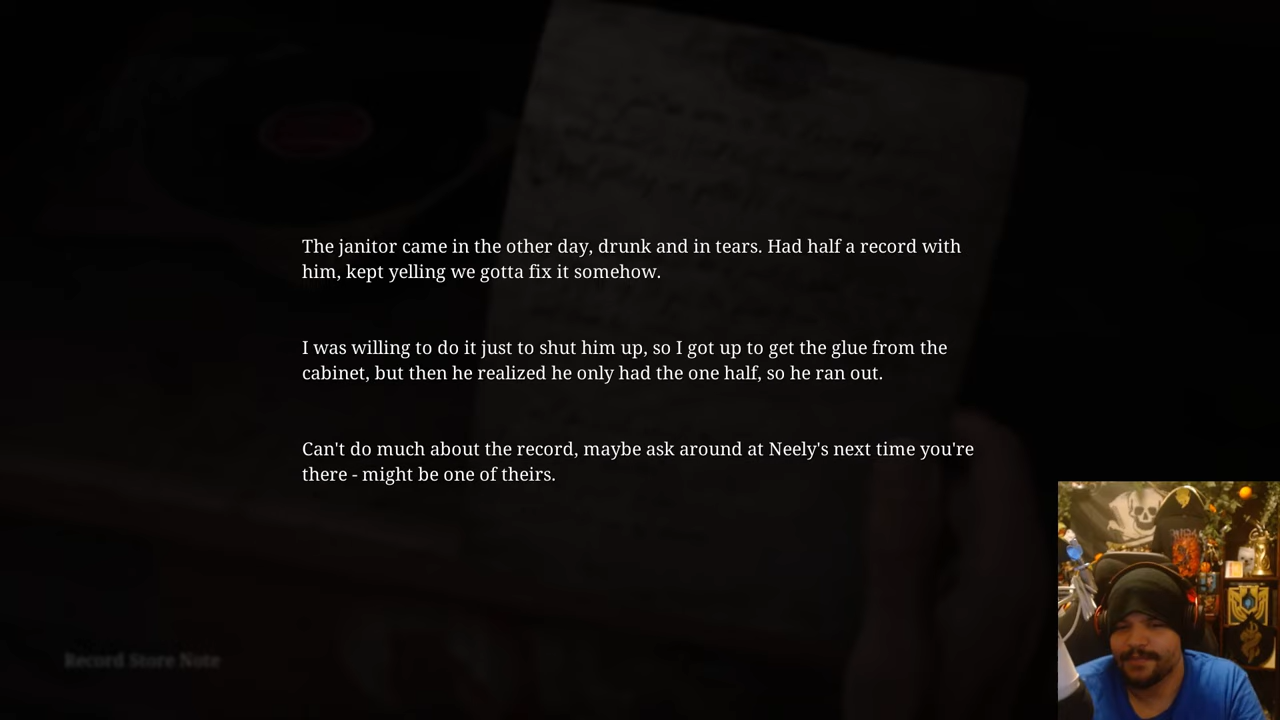 The janitor came in the other day, drunk and in tears. Had half a record with
him, kept yelling we gotta fix it somehow.
I was willing to do it just to shut him up, so I got up to get the glue from the
cabinet, but then he realized he only had the one half, so he ran out.
Can't do much about the record, maybe ask around at Neely's next time you're
there - might be one of theirs.
Record Store Note